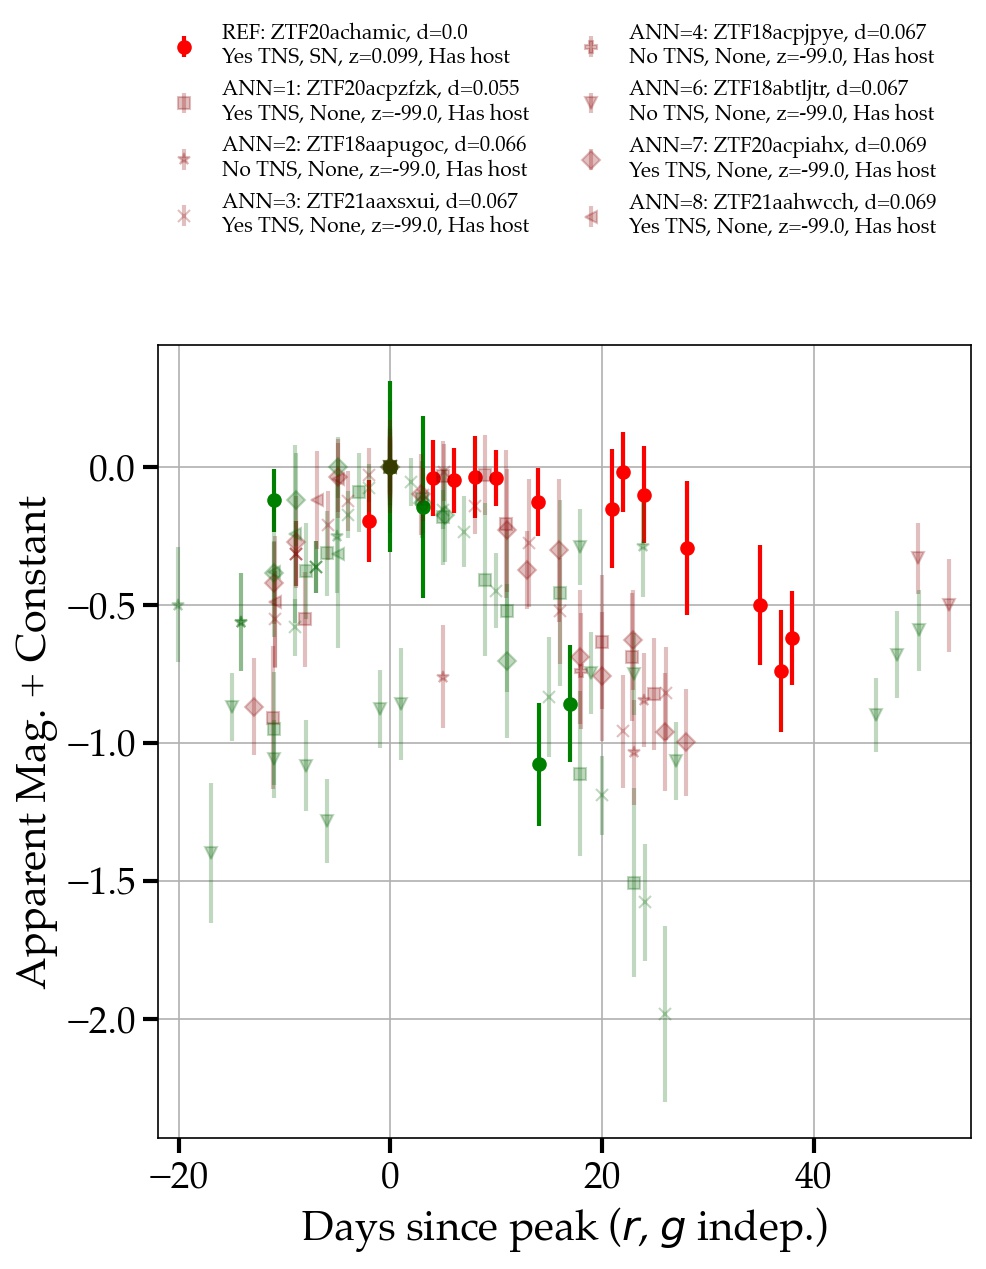 REF: ZTF20achamic, d=0.0
Yes TNS, SN, z=0.099, Has host
ANN=1: ZTF20acpzfzk, d=0.055
Yes TNS, None, z=-99.0, Has host
ANN=2: ZTF18aapugoc, d=0.066
No TNS, None, z=-99.0, Has host
ANN=3: ZTF21aaxsxui, d=0.067
Yes TNS, None, z=-99.0, Has host
ANN=4: ZTF18acpjpye, d=0.067
No TNS, None, z=-99.0, Has host
ANN=6: ZTF18abtljtr, d=0.067
No TNS, None, z=-99.0, Has host
ANN=7: ZTF20acpiahx, d=0.069
Yes TNS, None, z=-99.0, Has host
ANN=8: ZTF21aahwcch, d=0.069
Yes TNS, None, z=-99.0, Has host
Apparent Mag. + Constant
0.0
−0.5
−1.0
−1.5
−2.0
−20
0
20
40
Days since peak (r, g indep.)